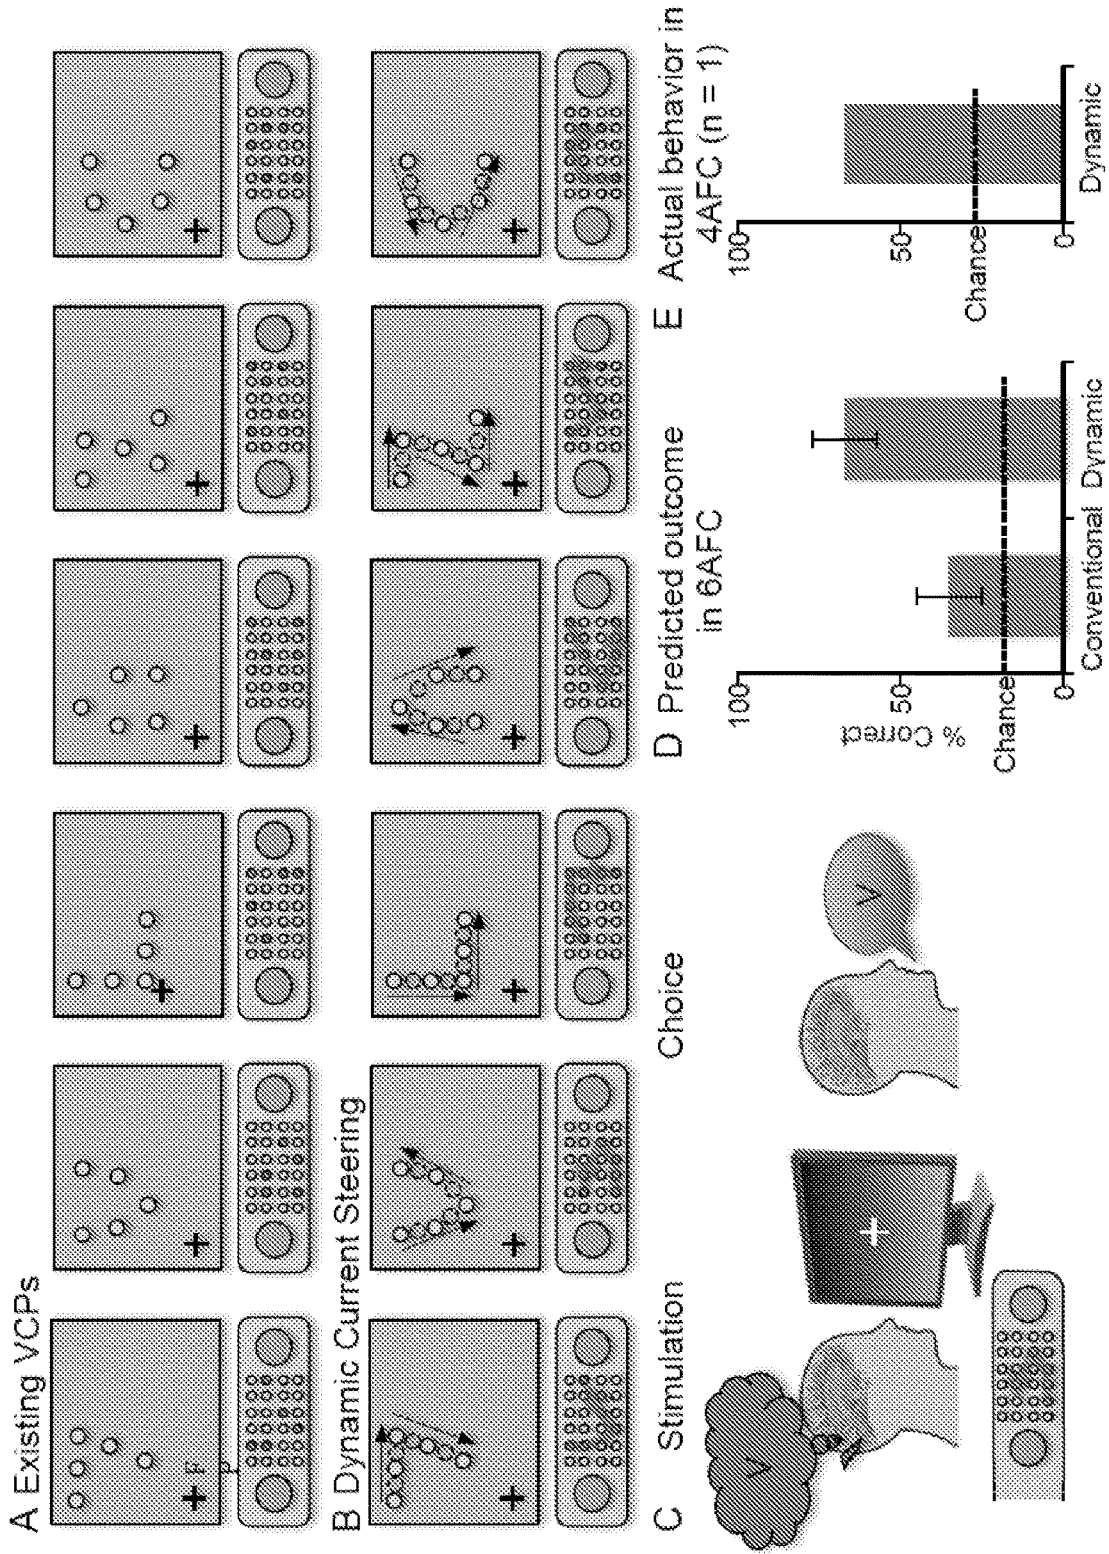 A Existing VCPs
F
P
B Dynamic Current Steering
C Stimulation
Choice
V
V
D Predicted outcome
in 6AFC
100
50
0
% Correct
Chance
Conventional Dynamic
E Actual behavior in
4AFC (n = 1)
100
50
0
Chance
Dynamic